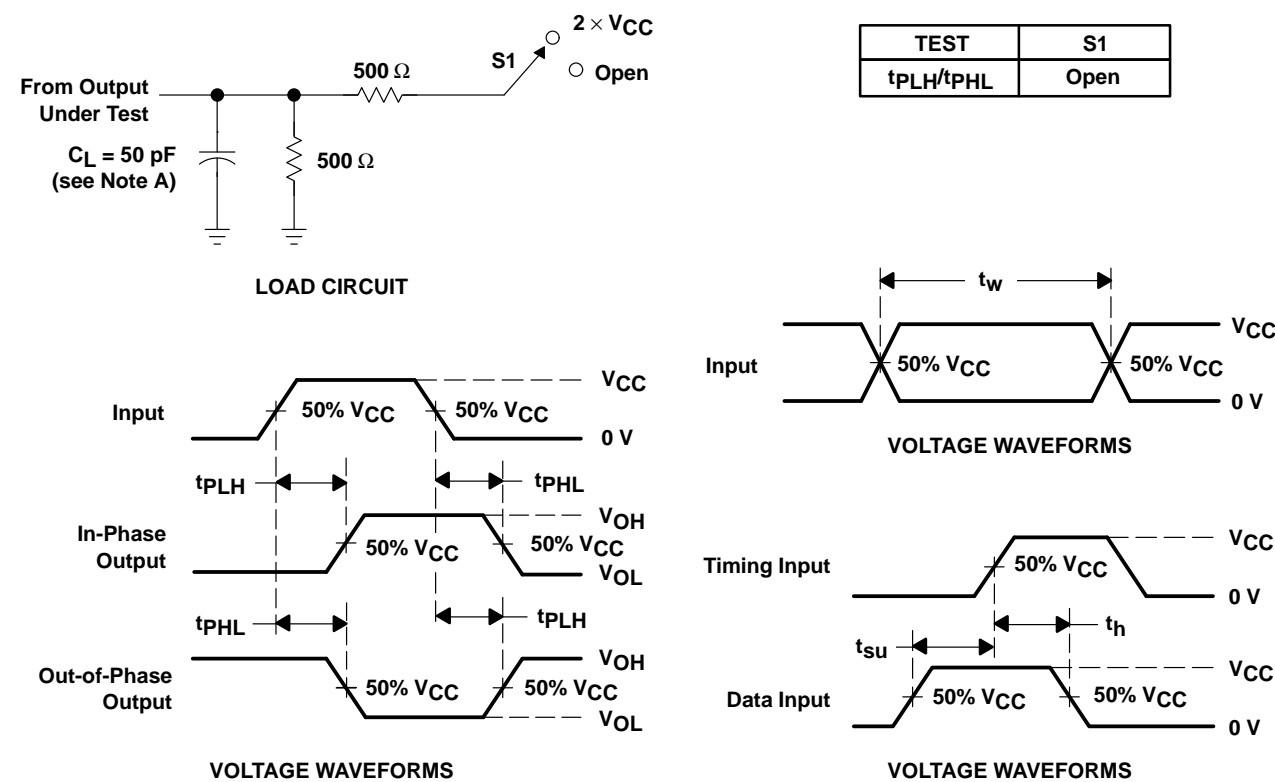 2 × VCC
S1
Open
500 Ω
From Output
Under Test
CL = 50 pF
(see Note A)
500 Ω
LOAD CIRCUIT
TEST S1
tPLH/tPHL Open
tw
VCC
Input
50% VCC
50% VCC
0 V
VOLTAGE WAVEFORMS
VCC
Input
50% VCC
50% VCC
0 V
tPLH
tPHL
In-Phase
Output
VOH
50% VCC
50% VCC
VOL
tPHL
tPLH
Out-of-Phase
Output
VOH
50% VCC
50% VCC
VOL
VOLTAGE WAVEFORMS
Timing Input
VCC
50% VCC
0 V
th
tsu
Data Input
VCC
50% VCC
50% VCC
0 V
VOLTAGE WAVEFORMS